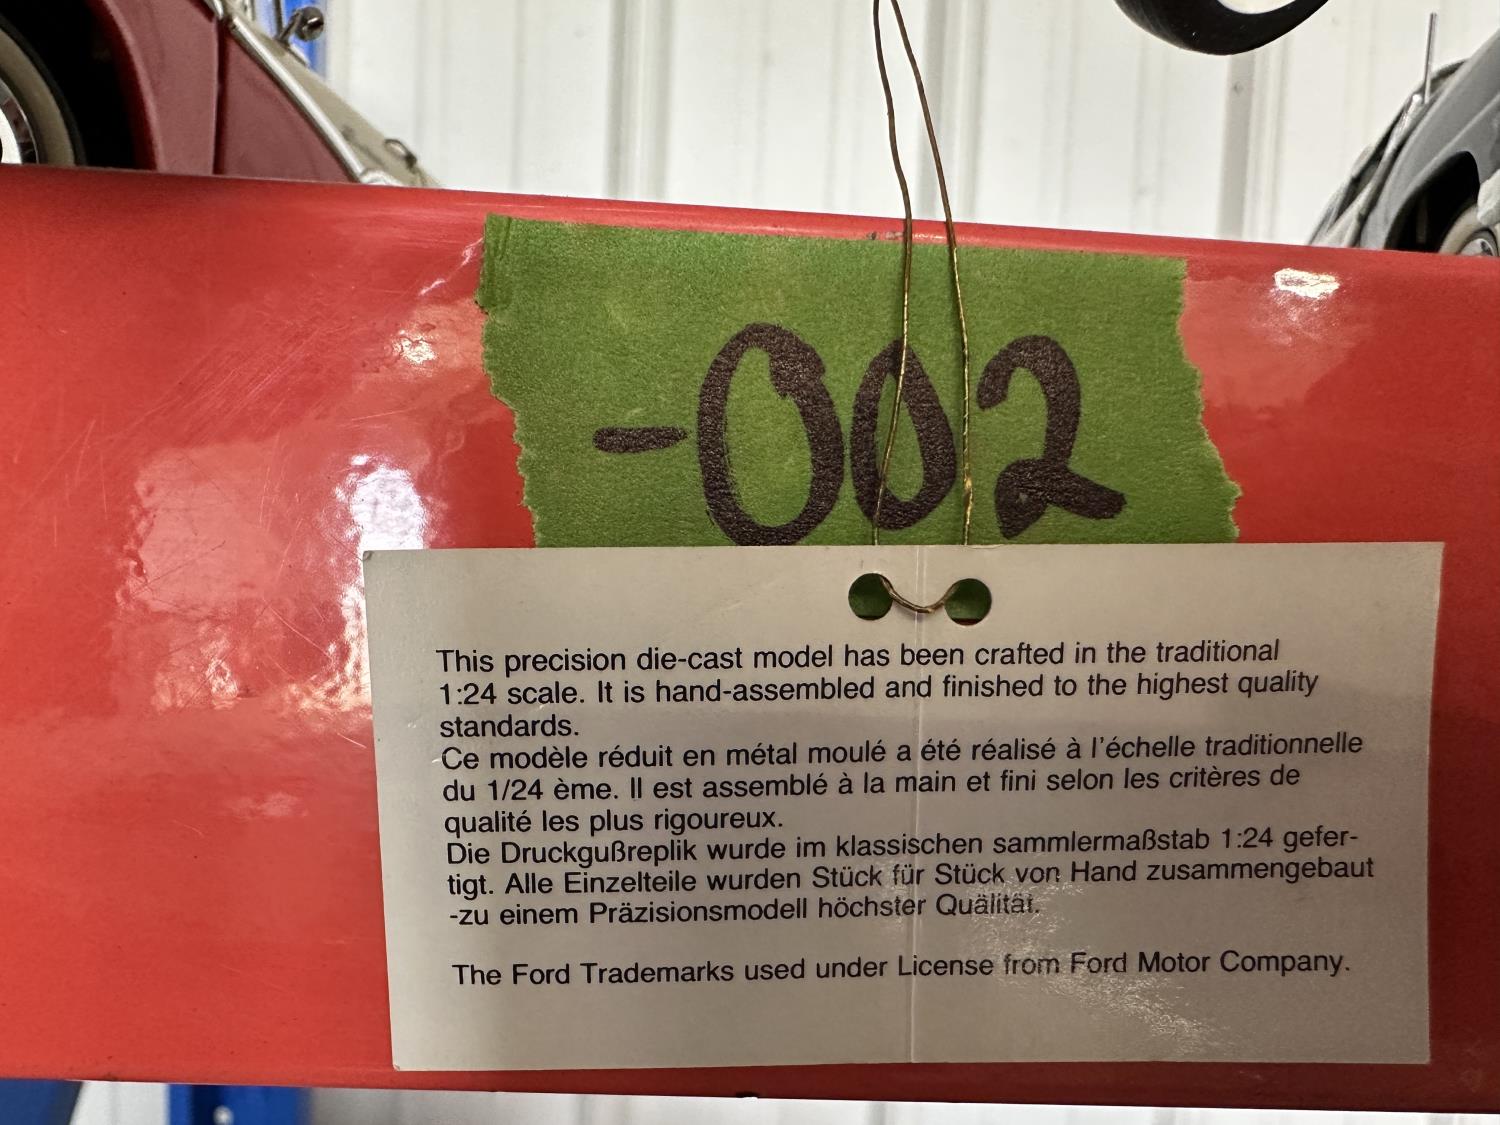 -002
This precision die-cast model has been crafted in the traditional
1:24 scale. It is hand-assembled and finished to the highest quality
standards.
Ce modèle réduit en métal moulé a été réalisé à l'échelle traditionnelle
du 1/24 ème. Il est assemblé à la main et fini selon les critères de
qualité les plus rigoureux.
Die Druckgußreplik wurde im klassischen sammlermaßstab 1:24 gefer-
tigt. Alle Einzelteile wurden Stück für Stück von Hand zusammengebaut
-zu einem Präzisionsmodell höchster Quälität.
The Ford Trademarks used under License from Ford Motor Company.